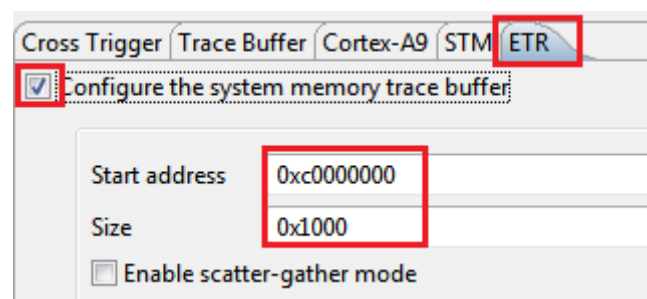 Cross Trigger Trace Buffer Cortex-A9 STM ETR
Configure the system memory trace buffer
Start address 0xc0000000
Size 0x1000
Enable scatter-gather mode